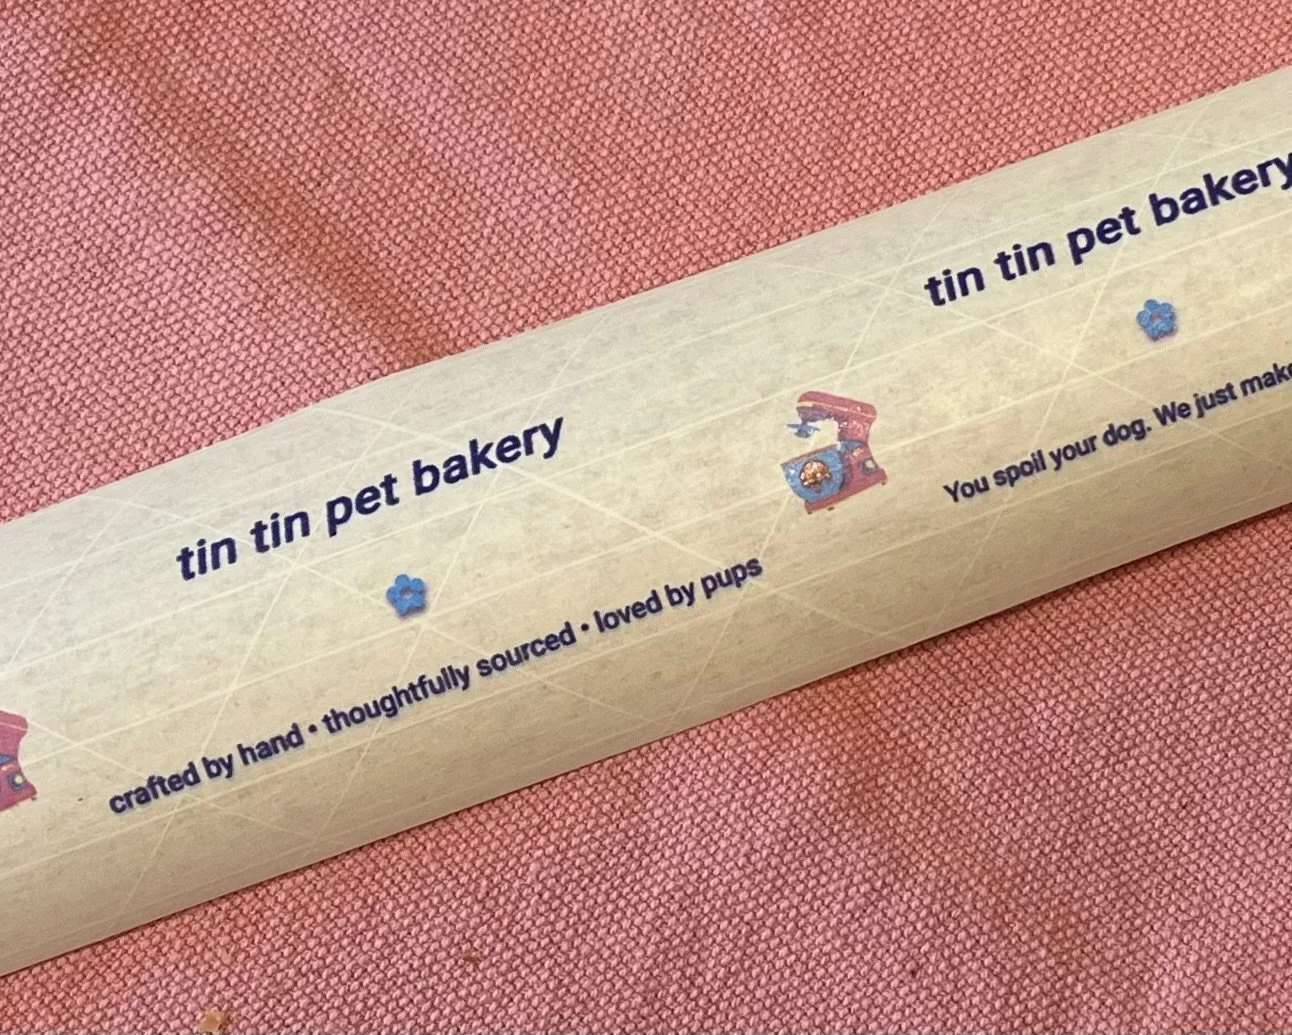 tin tin pet bakery
crafted by hand • thoughtfully sourced • loved by pups
tin tin pet bakery
You spoil your dog. We just make